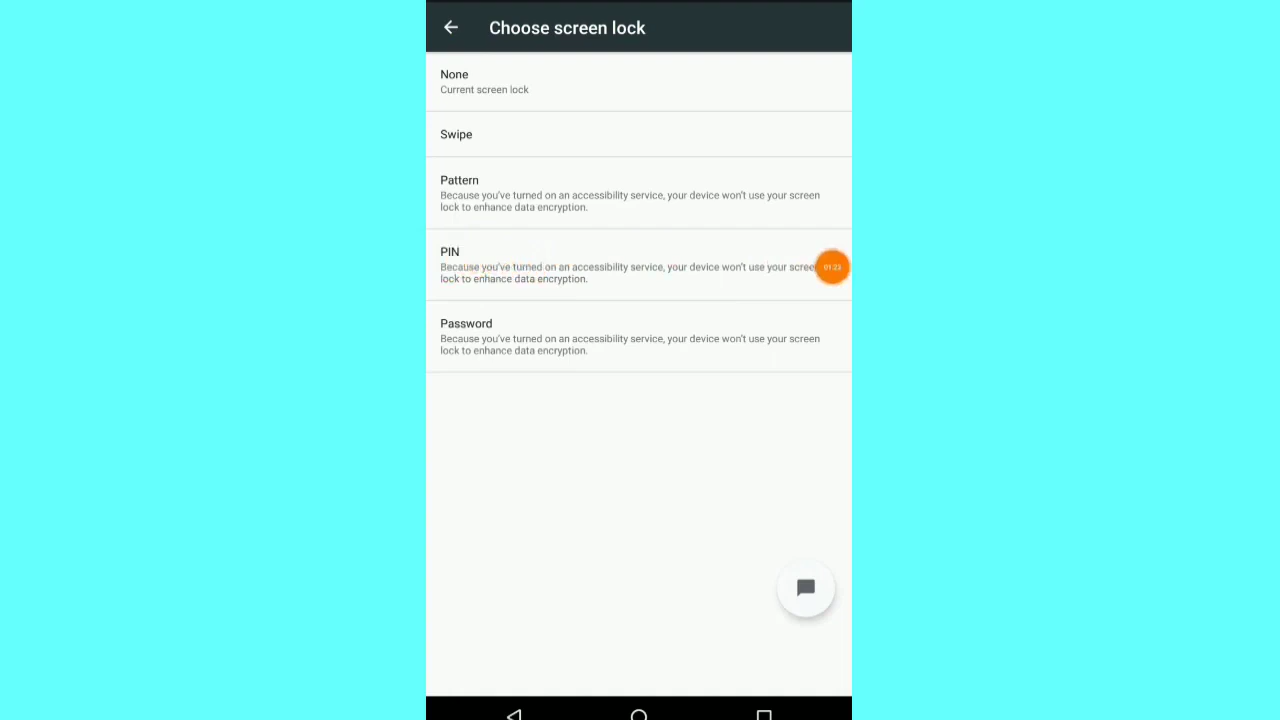 Choose screen lock
None
Current screen lock
Swipe
Pattern
Because you've turned on an accessibility service, your device won't use your screen
lock to enhance data encryption.
PIN
Because you've turned on an accessibility service, your device won't use your scree
01:23
lock to enhance data encryption.
Password
Because you've turned on an accessibility service, your device won't use your screen
lock to enhance data encryption.